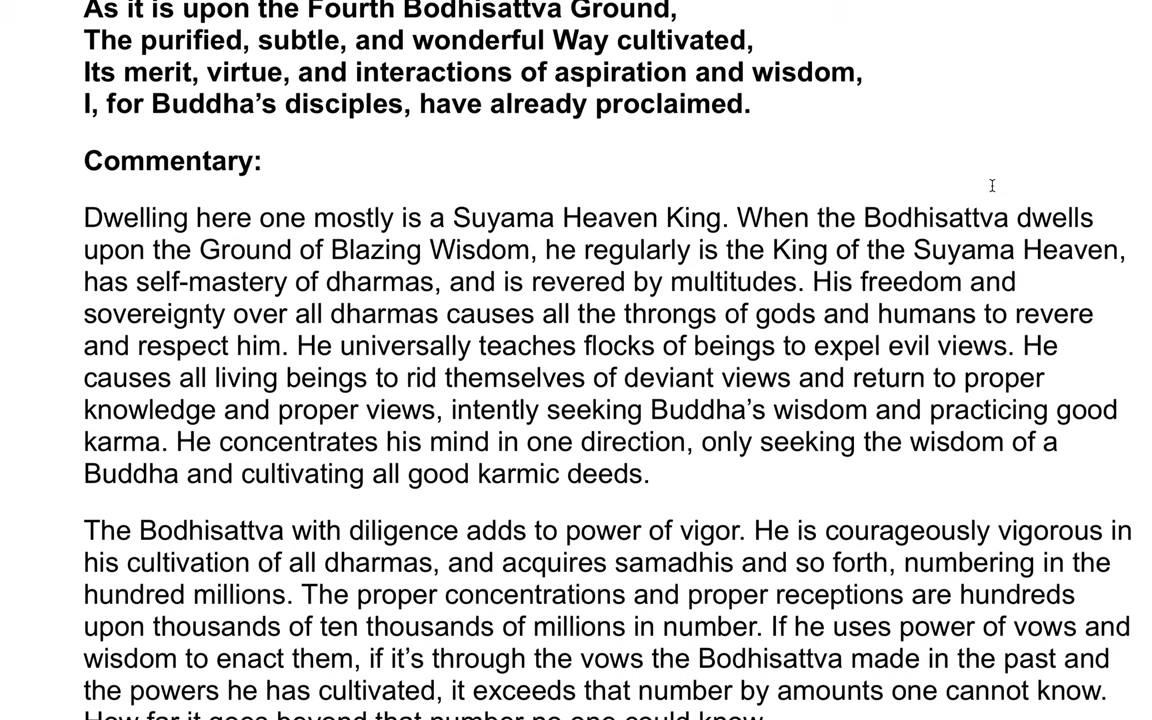 As it is upon the Fourth Bodhisattva Ground,
The purified, subtle, and wonderful Way cultivated,
Its merit, virtue, and interactions of aspiration and wisdom,
I, for Buddha’s disciples, have already proclaimed.
Commentary:
Dwelling here one mostly is a Suyama Heaven King. When the Bodhisattva dwells
upon the Ground of Blazing Wisdom, he regularly is the King of the Suyama Heaven,
has self-mastery of dharmas, and is revered by multitudes. His freedom and
sovereignty over all dharmas causes all the throngs of gods and humans to revere
and respect him. He universally teaches flocks of beings to expel evil views. He
causes all living beings to rid themselves of deviant views and return to proper
knowledge and proper views, intently seeking Buddha’s wisdom and practicing good
karma. He concentrates his mind in one direction, only seeking the wisdom of a
Buddha and cultivating all good karmic deeds.
The Bodhisattva with diligence adds to power of vigor. He is courageously vigorous in
his cultivation of all dharmas, and acquires samadhis and so forth, numbering in the
hundred millions. The proper concentrations and proper receptions are hundreds
upon thousands of ten thousands of millions in number. If he uses power of vows and
wisdom to enact them, if it’s through the vows the Bodhisattva made in the past and
the powers he has cultivated, it exceeds that number by amounts one cannot know.
How far it goes beyond that number no one could know.